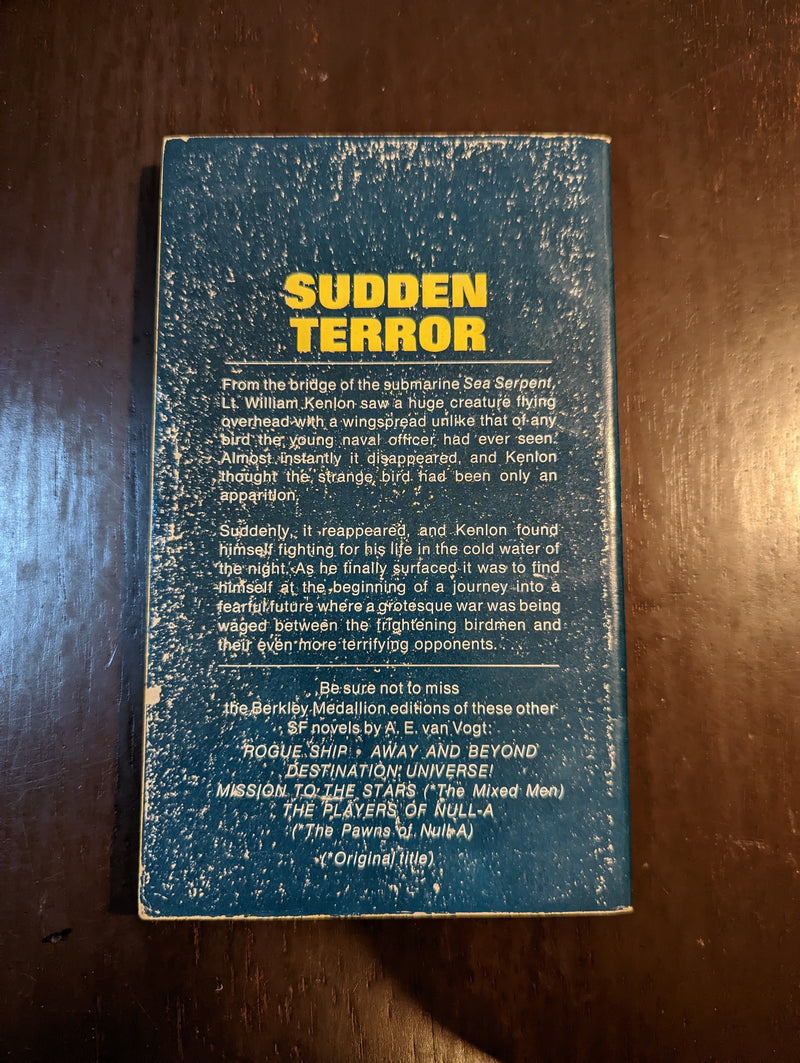 SUDDEN
TERROR
From the bridge of the submarine Sea Serpent,
Lt. William Kenlon saw a huge creature flying
overhead with a wingspread unlike that of any
bird the young naval officer had ever seen.
Almost instantly it disappeared, and Kenlon
thought the strange bird had been only an
apparition.
Suddenly, it reappeared, and Kenlon found
himself fighting for his life in the cold water of
the night. As he finally surfaced it was to find
himself at the beginning of a journey into a
fearful future where a grotesque war was being
waged between the frightening birdmen and
their even more terrifying opponents. . . .
Be sure not to miss
the Berkley Medallion editions of these other
SF novels by A. E. van Vogt:
ROGUE SHIP • AWAY AND BEYOND
DESTINATION: UNIVERSE!
MISSION TO THE STARS (*The Mixed Men)
THE PLAYERS OF NULL-A
(*The Pawns of Null-A)
(*Original title)